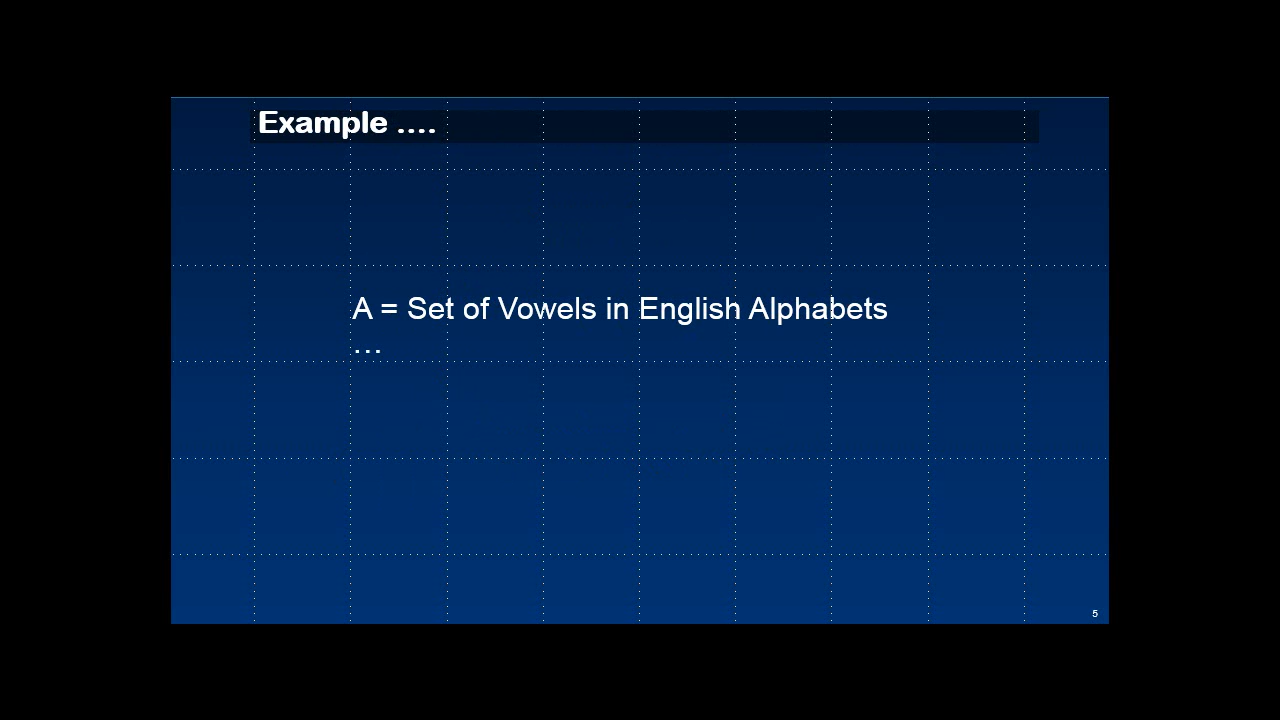 Example ....
A = Set of Vowels in English Alphabets
...
5